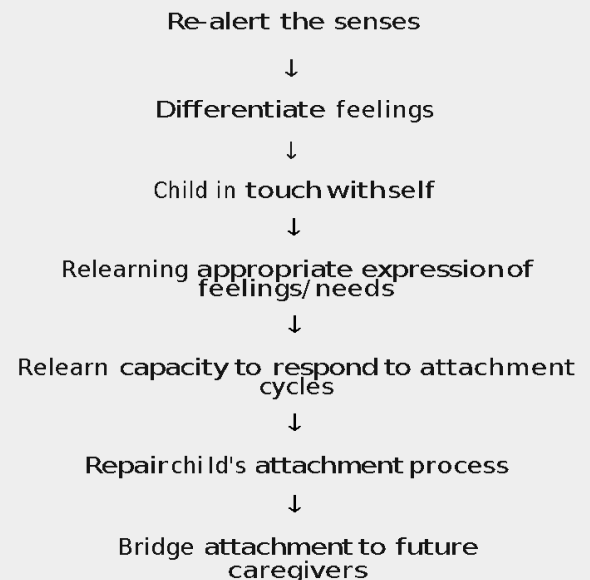 Re-alert the senses
↓
Differentiate feelings
↓
Child in touch with self
↓
Relearning appropriate expression of
feelings/ needs
↓
Relearn capacity to respond to attachment
cycles
↓
Repair child's attachment process
↓
Bridge attachment to future
caregivers